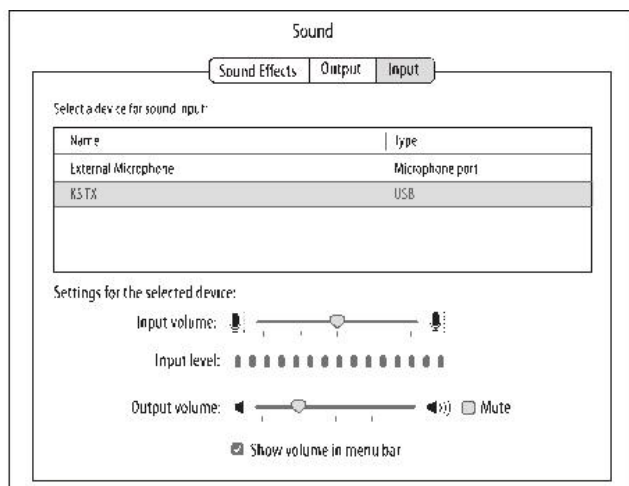 Sound
Sound Effects Output Input
Select a device for sound input:
Name Type
External Microphone Microphone port
KSTX USB
Settings for the selected device:
Input volume:
Input level:
Output volume: Mute
Show volume in menu bar